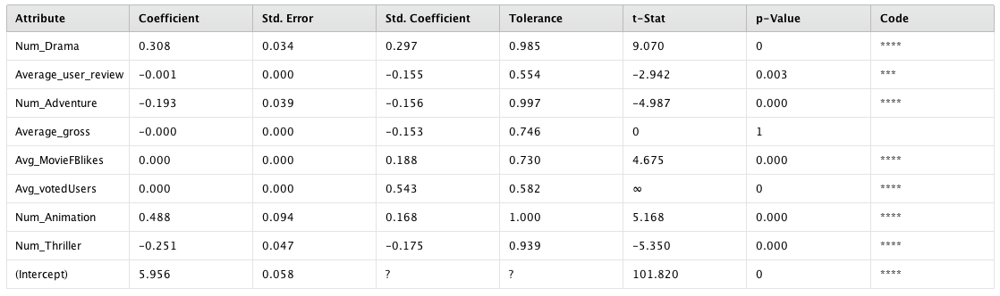 Attribute Coefficient Std. Error Std. Coefficient Tolerance t-Stat p-Value Code
Num_Drama 0.308 0.034 0.297 0.985 9.070 0 ****
Average_user_review -0.001 0.000 -0.155 0.554 -2.942 0.003 ***
Num_Adventure -0.193 0.039 -0.156 0.997 -4.987 0.000 ****
Average_gross -0.000 0.000 -0.153 0.746 0 1
Avg_MovieFBlikes 0.000 0.000 0.188 0.730 4.675 0.000 ****
Avg_votedUsers 0.000 0.000 0.543 0.582 ∞ 0 ****
Num_Animation 0.488 0.094 0.168 1.000 5.168 0.000 ****
Num_Thriller -0.251 0.047 -0.175 0.939 -5.350 0.000 ****
(Intercept) 5.956 0.058 ? ? 101.820 0 ****